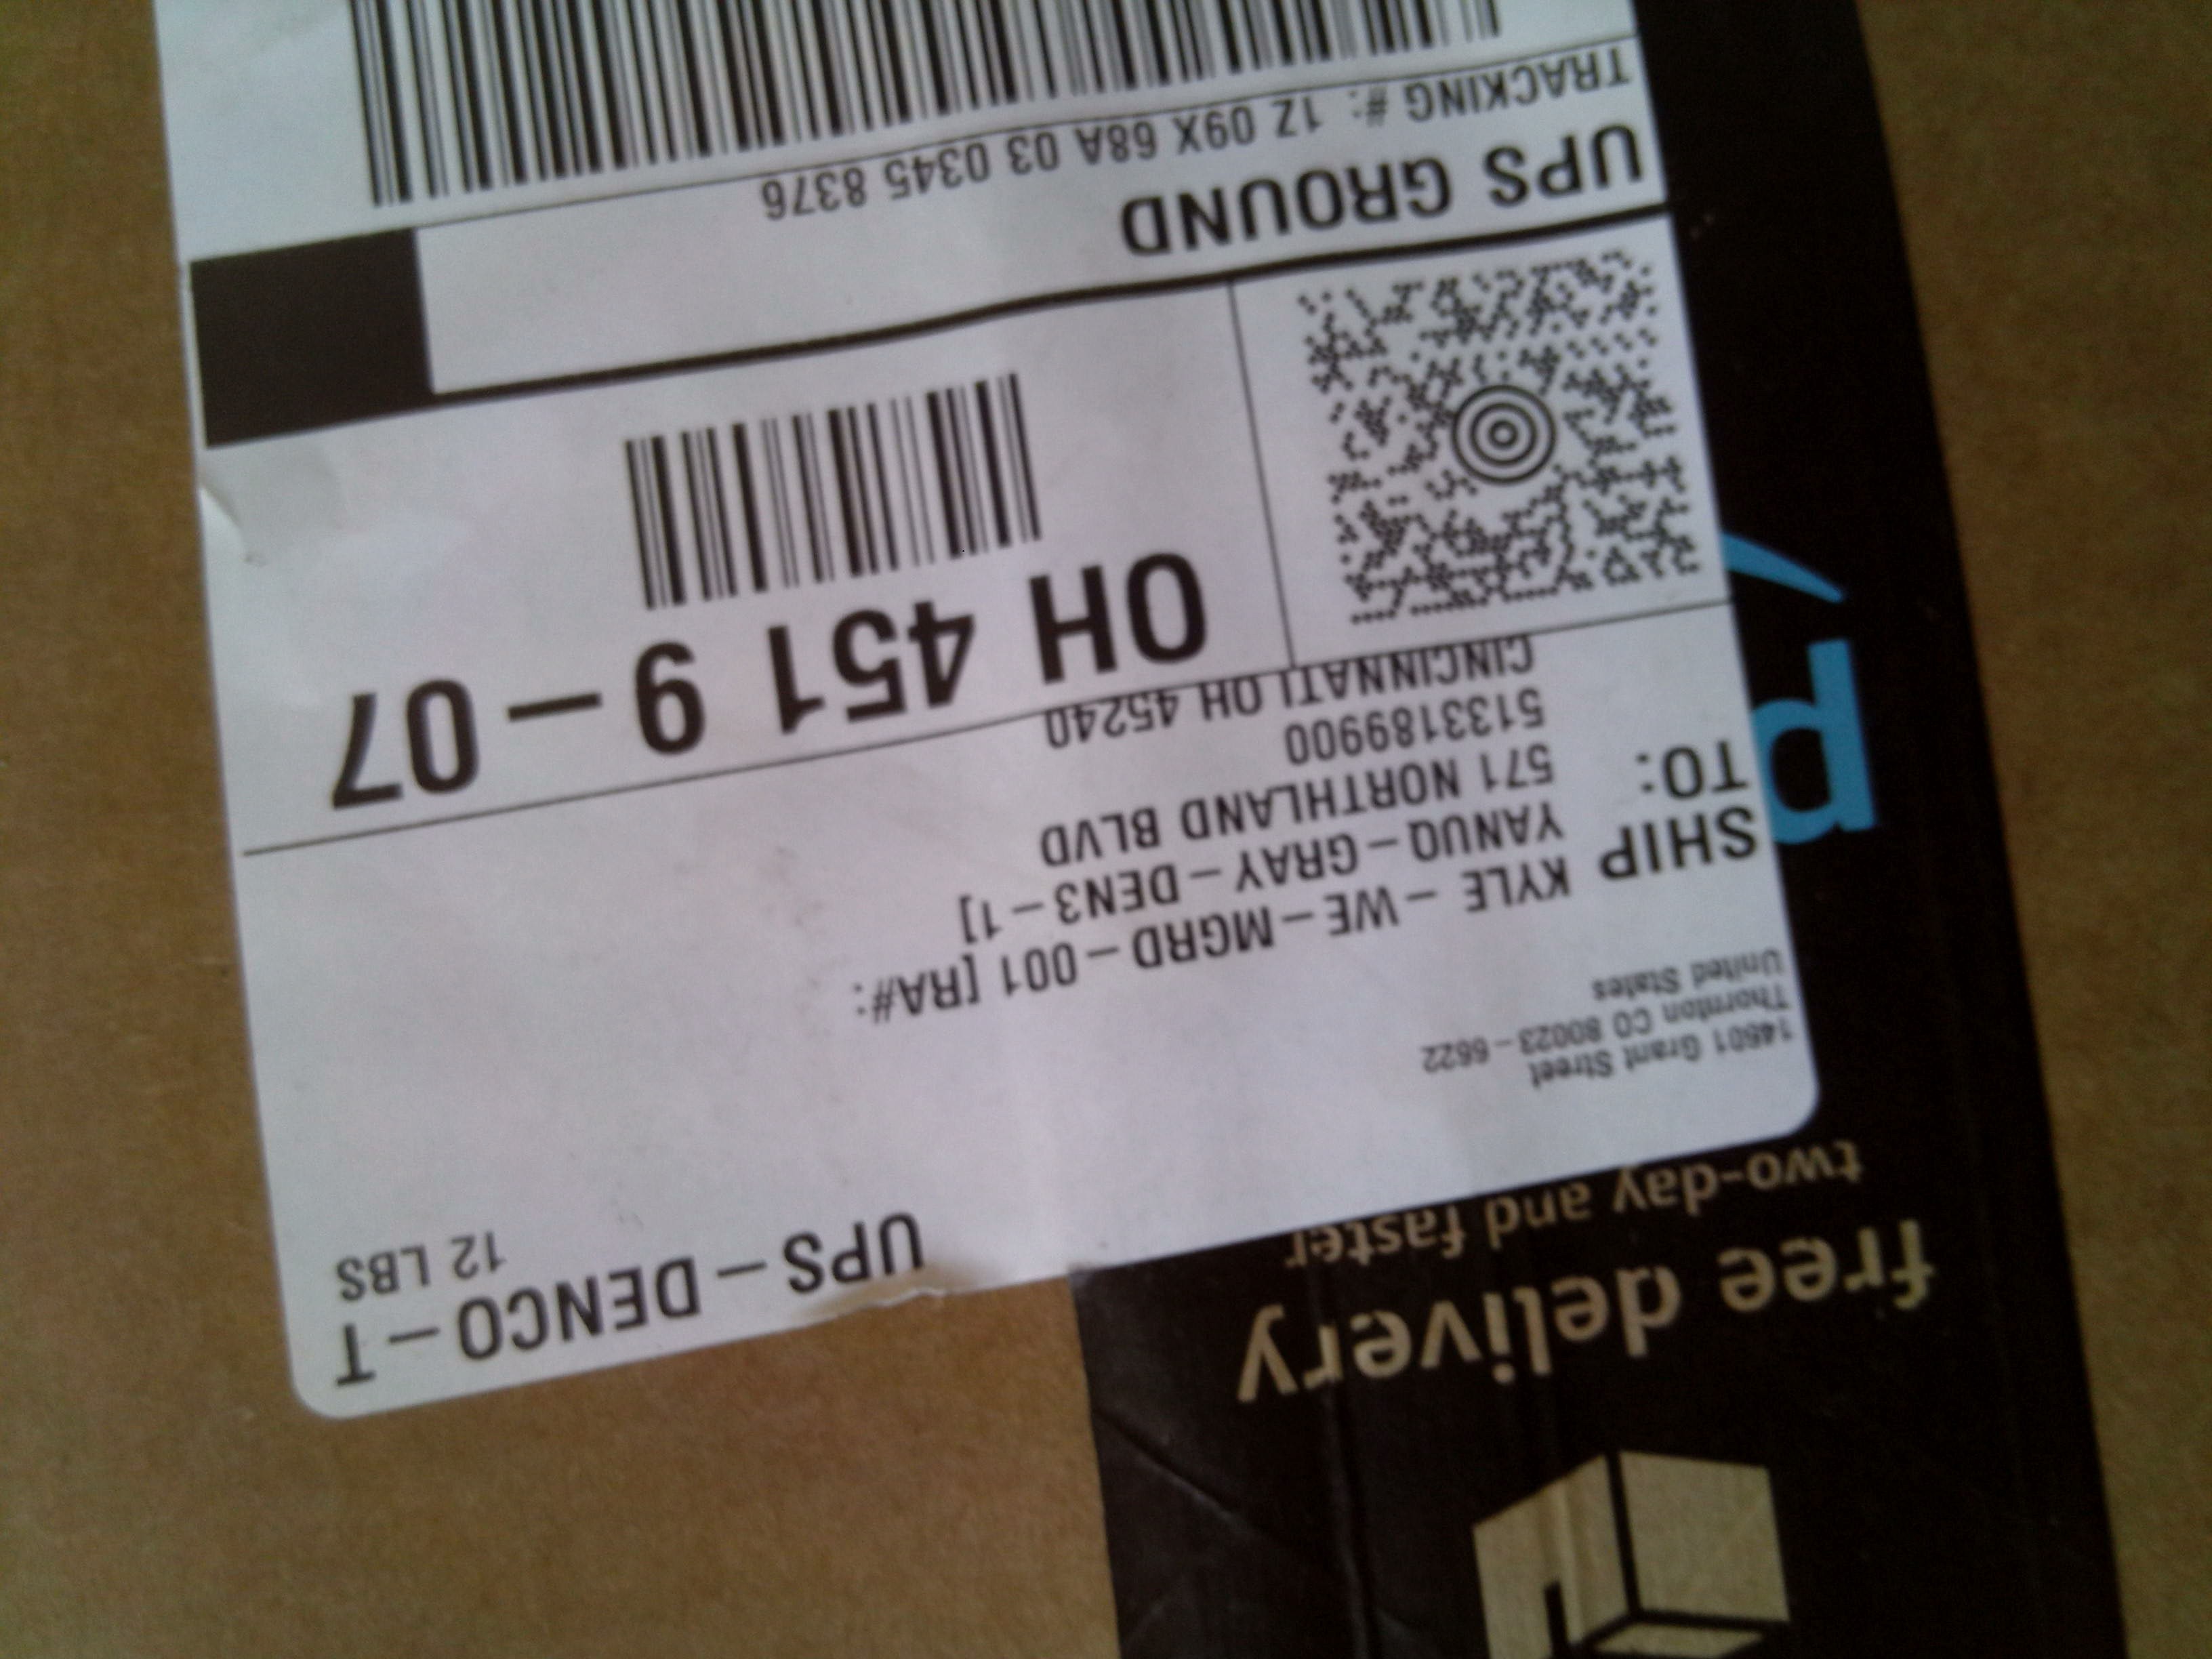 UPS-DENCO-T
12 LBS
14601 Grant Street
Thornton CO 80023-6622
United States
SHIP
TO:
KYLE - WE-MGRD-001 [RA#:
YANUQ-GRAY-DEN3-1]
571 NORTHLAND BLVD
5133189900
CINCINNATI OH 45240
OH 451 9-07
UPS GROUND
TRACKING #: 1Z 09X 68A 03 0345 8376
free delivery
two-day and faster
p